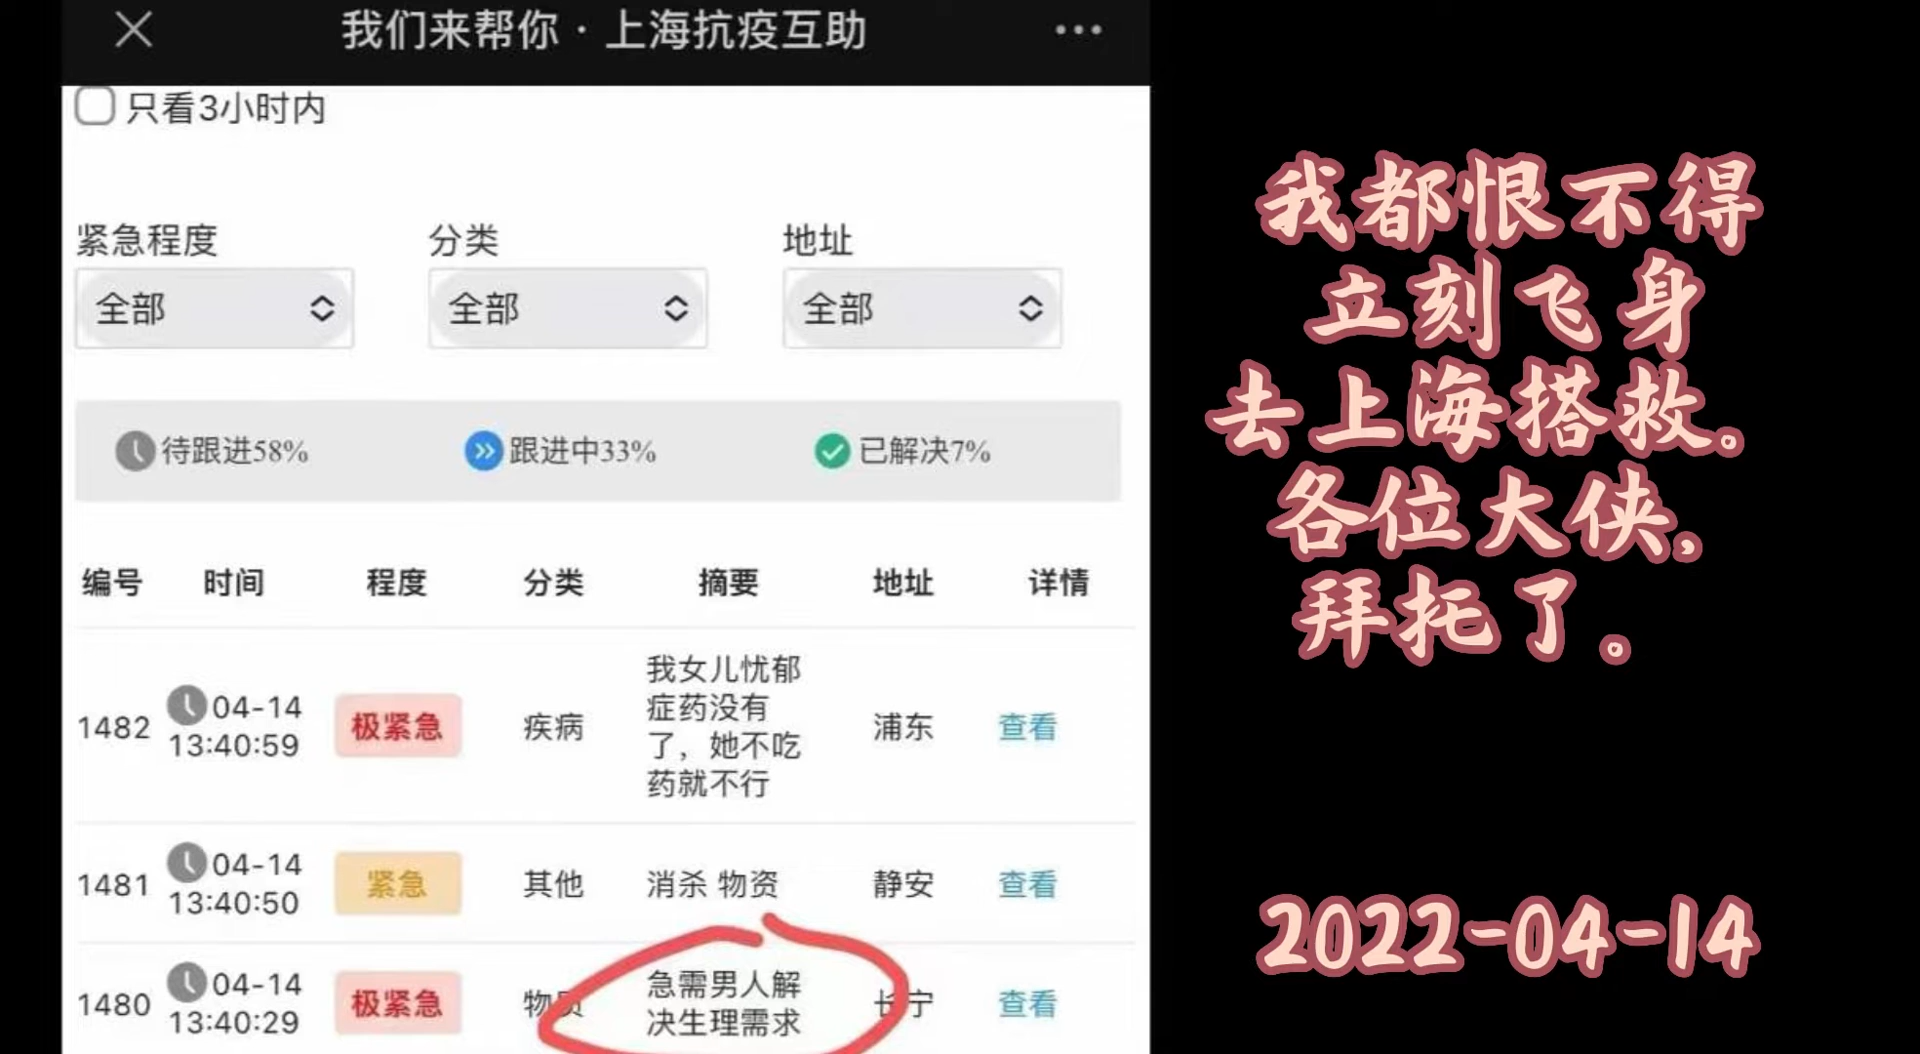 我们来帮你·上海抗疫互助
只看3小时内
紧急程度 分类 地址
全部 全部 全部
待跟进58% 跟进中33% 已解决7%
编号 时间 程度 分类 摘要 地址 详情
1482 04-14 13:40:59 极紧急 疾病 我女儿忧郁症药没有了，她不吃药就不行 浦东 查看
1481 04-14 13:40:50 紧急 其他 消杀 物资 静安 查看
1480 04-14 13:40:29 极紧急 物资 急需男人解决生理需求 长宁 查看
我都恨不得
立刻飞身
去上海搭救。
各位大侠，
拜托了。
2022-04-14